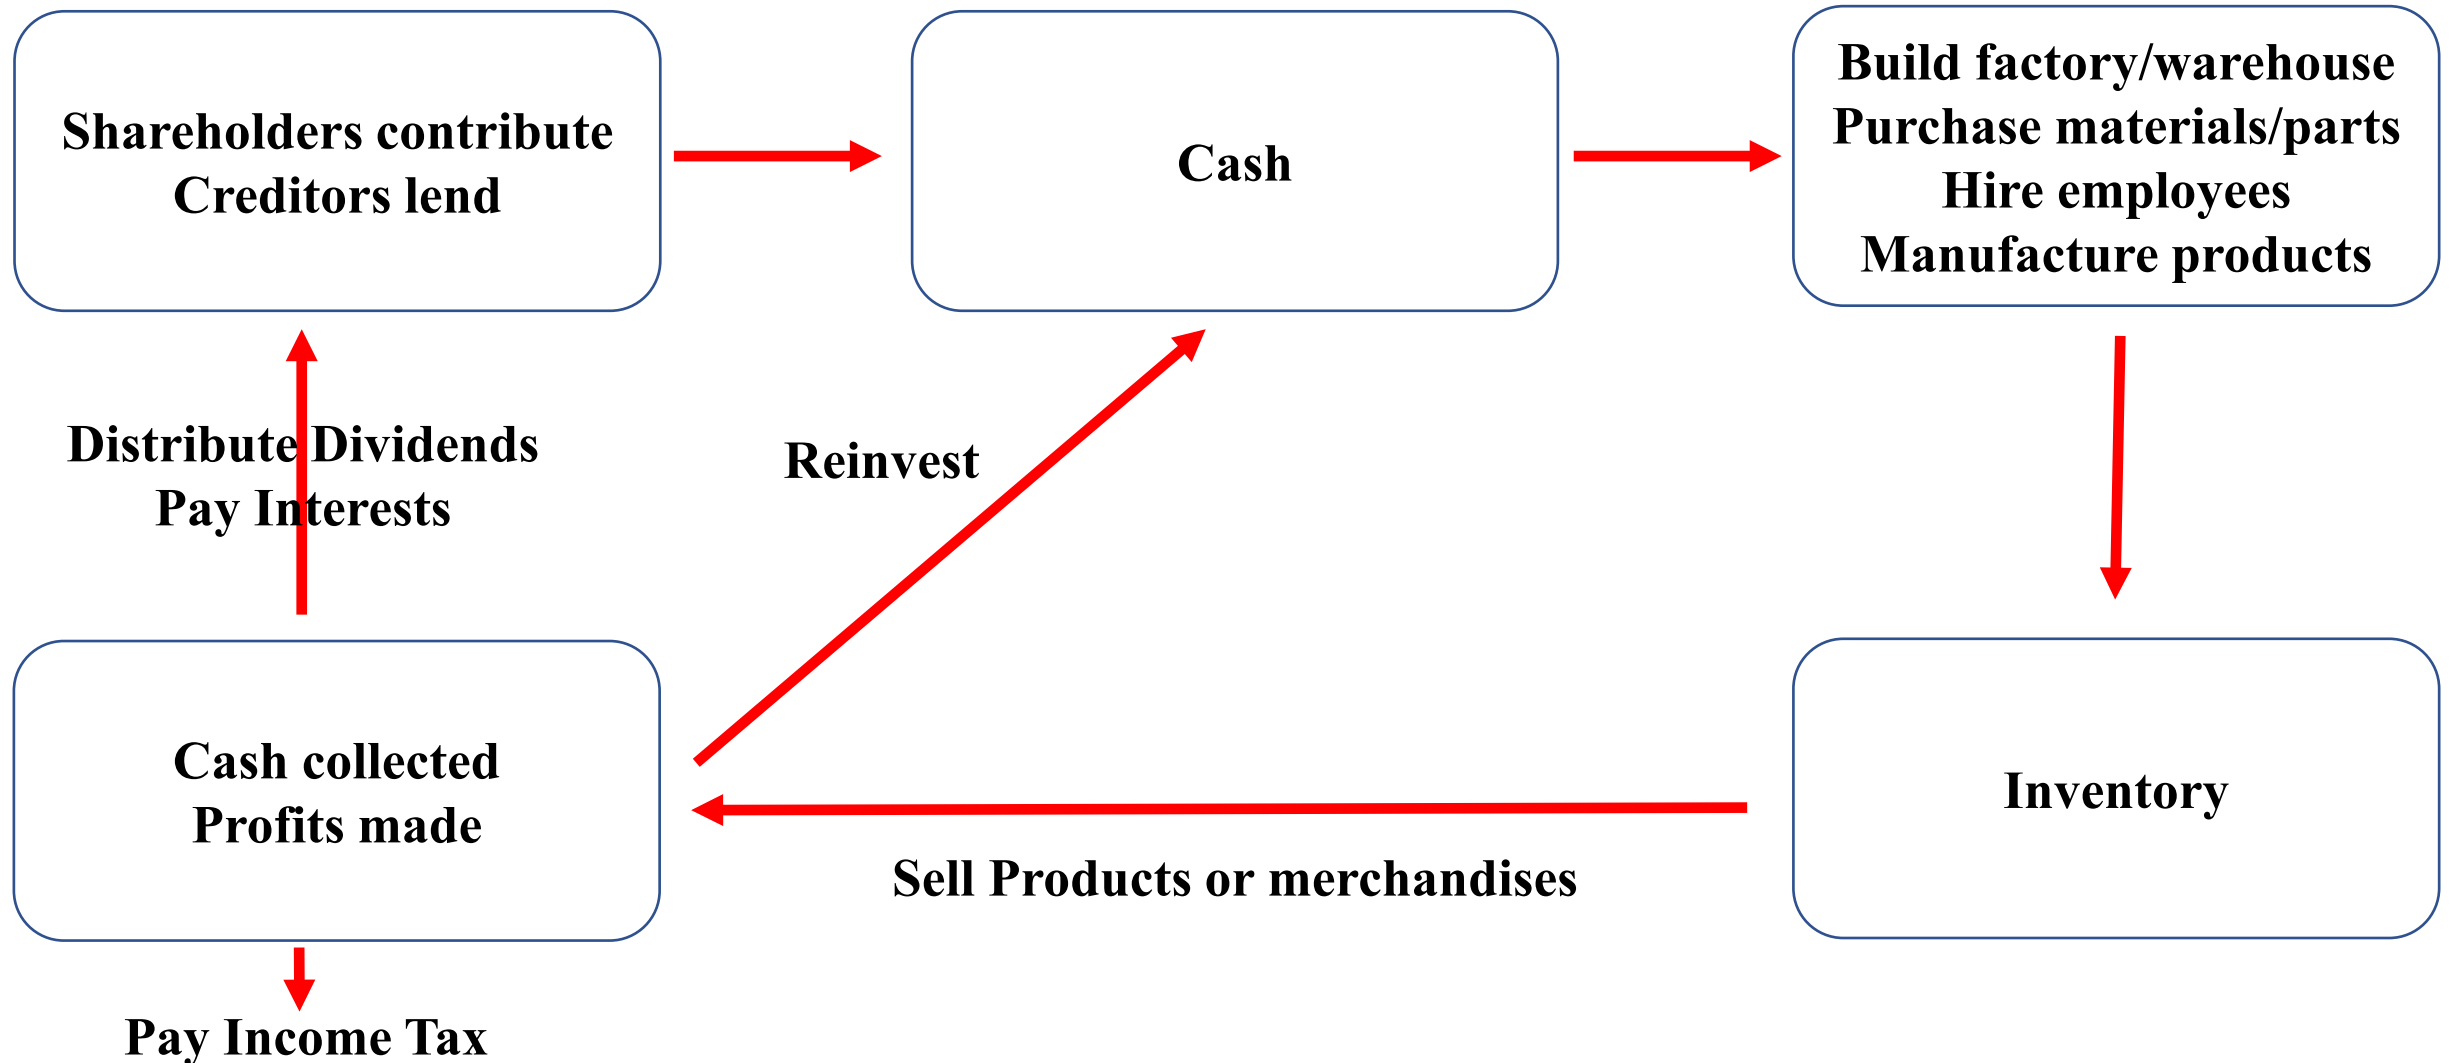 Shareholders contribute
Creditors lend
Cash
Build factory/warehouse
Purchase materials/parts
Hire employees
Manufacture products
Distribute Dividends
Pay Interests
Reinvest
Cash collected
Profits made
Inventory
Sell Products or merchandises
Pay Income Tax